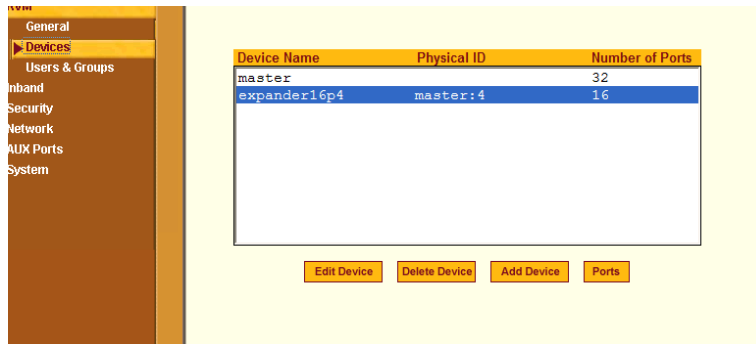 KVM
General
Devices
Users & Groups
Inband
Security
Network
AUX Ports
System
Device Name Physical ID Number of Ports
master 32
expander16p4 master:4 16
Edit Device Delete Device Add Device Ports